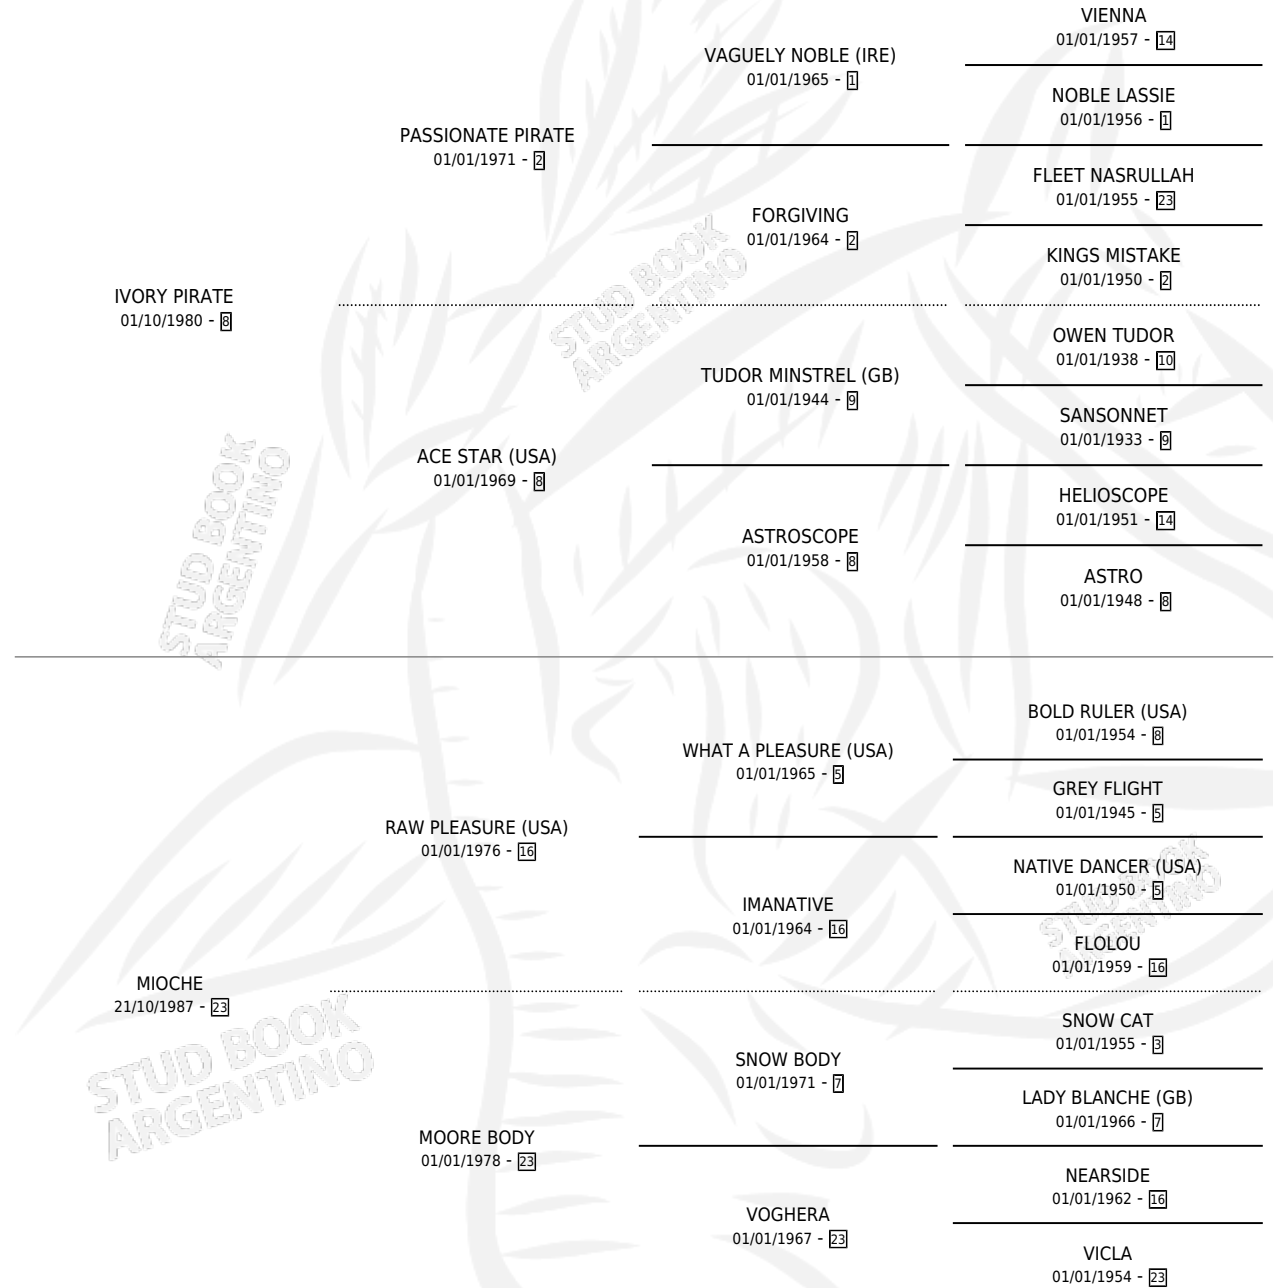 VIENNA
01/01/1957 - 14
VAGUELY NOBLE (IRE)
01/01/1965 - 1
NOBLE LASSIE
01/01/1956 - 1
PASSIONATE PIRATE
01/01/1971 - 2
FLEET NASRULLAH
01/01/1955 - 23
FORGIVING
01/01/1964 - 2
KINGS MISTAKE
01/01/1950 - 2
IVORY PIRATE
01/10/1980 - 8
OWEN TUDOR
01/01/1938 - 10
TUDOR MINSTREL (GB)
01/01/1944 - 9
SANSONNET
01/01/1933 - 9
ACE STAR (USA)
01/01/1969 - 8
HELIOSCOPE
01/01/1951 - 14
ASTROSCOPE
01/01/1958 - 8
ASTRO
01/01/1948 - 8
BOLD RULER (USA)
01/01/1954 - 8
WHAT A PLEASURE (USA)
01/01/1965 - 5
GREY FLIGHT
01/01/1945 - 5
RAW PLEASURE (USA)
01/01/1976 - 16
NATIVE DANCER (USA)
01/01/1950 - 5
IMANATIVE
01/01/1964 - 16
FLOLOU
01/01/1959 - 16
MIOCHE
21/10/1987 - 23
SNOW CAT
01/01/1955 - 3
SNOW BODY
01/01/1971 - 7
LADY BLANCHE (GB)
01/01/1966 - 7
MOORE BODY
01/01/1978 - 23
NEARSIDE
01/01/1962 - 16
VOGHERA
01/01/1967 - 23
VICLA
01/01/1954 - 23
STUD BOOK
ARGENTINO
STUD BOOK
ARGENTINO
STUD BOOK
ARGENTINO
STUD BOOK
ARGENTINO